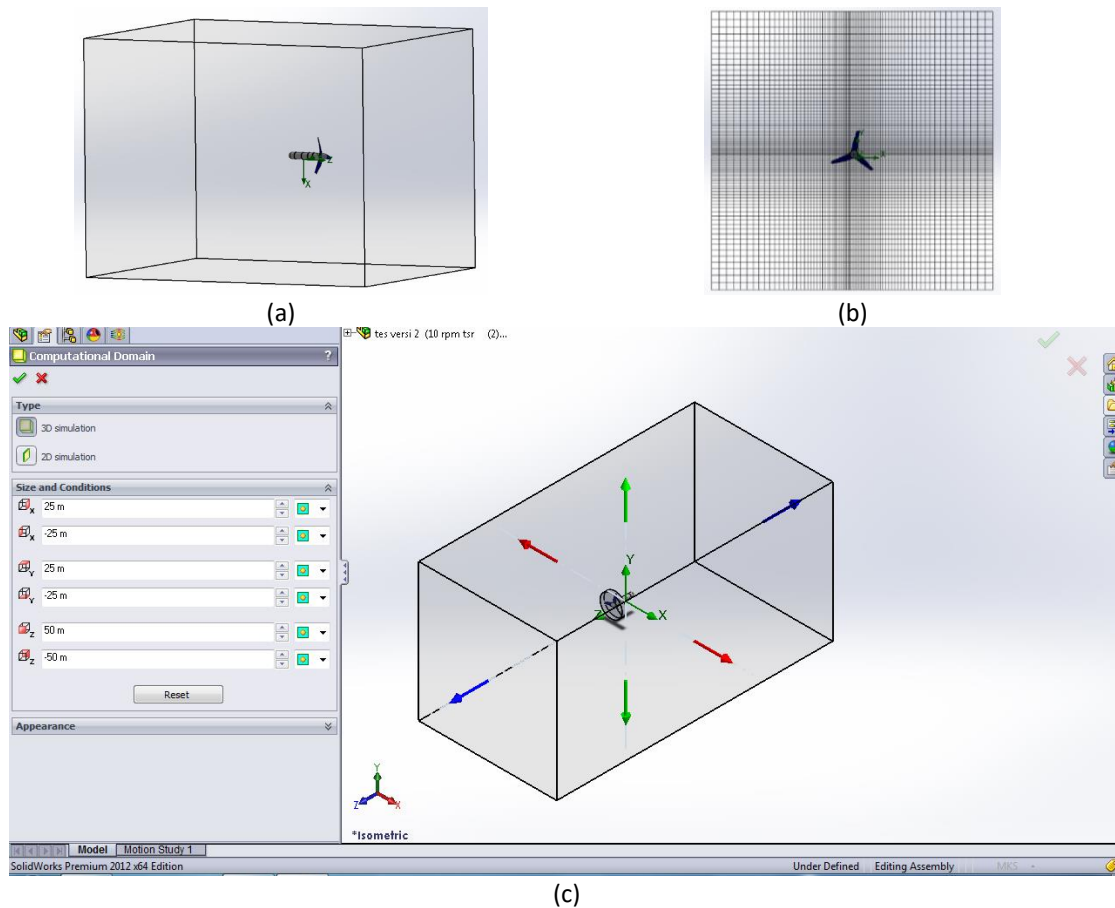 Z
X
Y
X
(a)
(b)
tes versi 2 (10 rpm tsr (2)...
Computational Domain
?
Type
3D simulation
2D simulation
Size and Conditions
X 25 m
X -25 m
Y 25 m
Y -25 m
Z 50 m
Z -50 m
Reset
Appearance
Y
Z
X
Y
Z
X
*Isometric
Model Motion Study 1
SolidWorks Premium 2012 x64 Edition
Under Defined Editing Assembly MKS
(c)